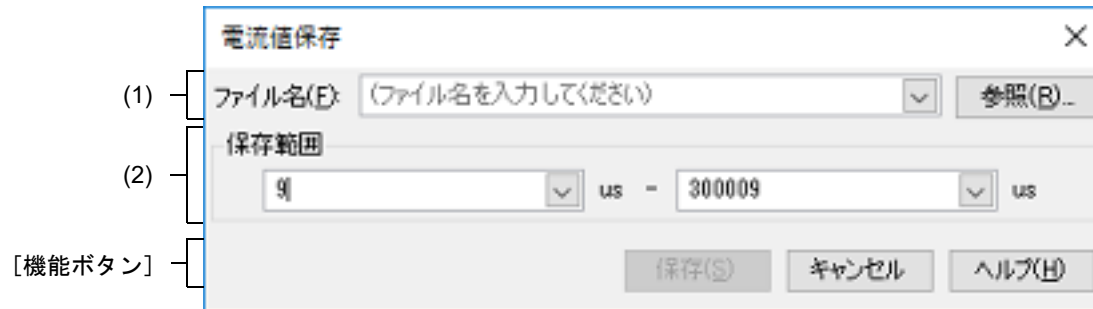 電流値保存
(1) ファイル名(F): (ファイル名を入力してください) 参照(R)...
保存範囲
(2) 9 us - 300009 us
[機能ボタン] 保存(S) キャンセル ヘルプ(H)